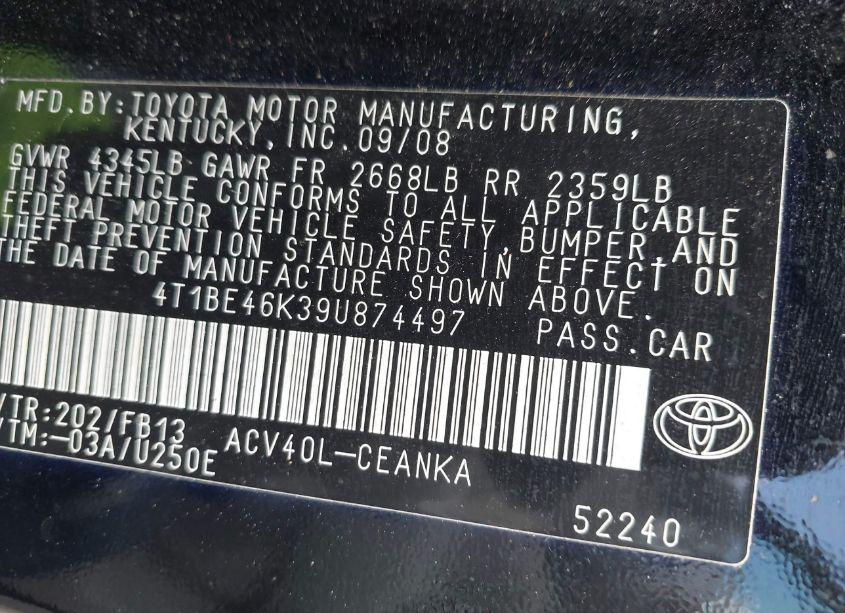 MFD.BY:TOYOTA MOTOR MANUFACTURING,
KENTUCKY,INC.09/08
GVWR 4345LB GAWR FR 2668LB RR 2359LB
THIS VEHICLE CONFORMS TO ALL APPLICABLE
FEDERAL MOTOR VEHICLE SAFETY,BUMPER,AND
THEFT PREVENTION STANDARDS IN EFFECT ON
THE DATE OF MANUFACTURE SHOWN ABOVE.
4T1BE46K39U874497 PASS.CAR
/TR:202/FB13
/TM:-03A/U250E ACV40L-CEANKA
52240